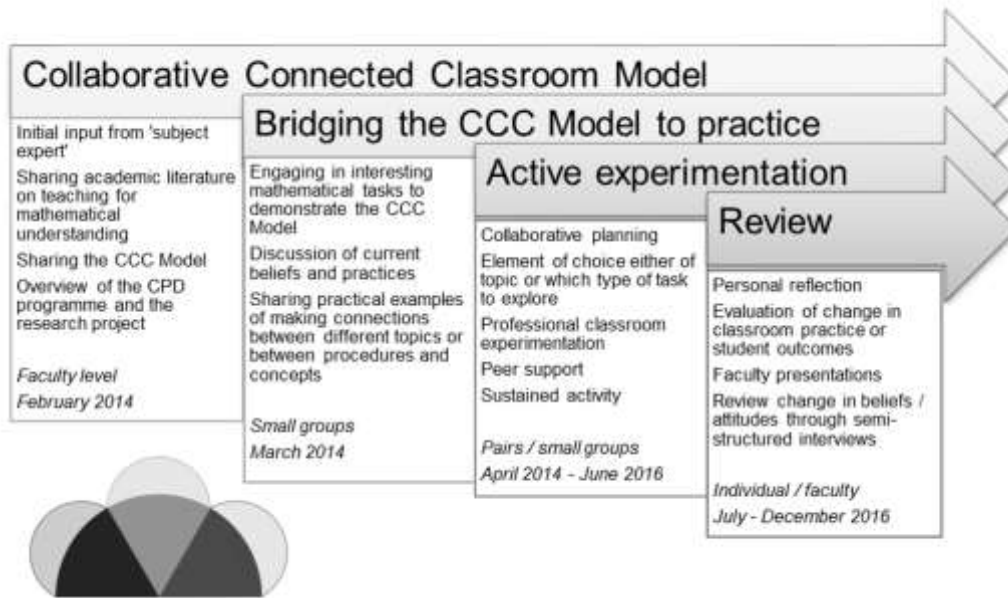 Collaborative Connected Classroom Model
Initial input from 'subject
expert'
Sharing academic literature
on teaching for
mathematical
understanding
Sharing the CCC Model
Overview of the CPD
programme and the
research project
Faculty level
February 2014
Bridging the CCC Model to practice
Engaging in interesting
mathematical tasks to
demonstrate the CCC
Model
Discussion of current
beliefs and practices
Sharing practical examples
of making connections
between different topics or
between procedures and
concepts
Small groups
March 2014
Active experimentation
Collaborative planning
Element of choice either of
topic or which type of task
to explore
Professional classroom
experimentation
Peer support
Sustained activity
Pairs / small groups
April 2014 - June 2016
Review
Personal reflection
Evaluation of change in
classroom practice or
student outcomes
Faculty presentations
Review change in beliefs /
attitudes through semi-
structured interviews
Individual / faculty
July - December 2016